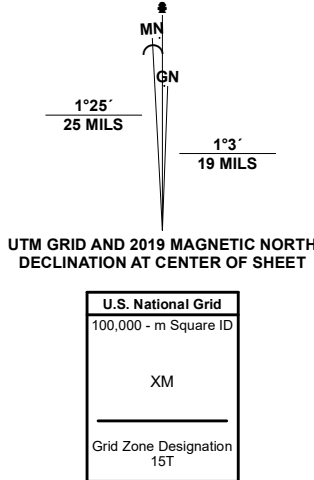 MN
GN
1°25´
25 MILS
1°3´
19 MILS
UTM GRID AND 2019 MAGNETIC NORTH
DECLINATION AT CENTER OF SHEET
U.S. National Grid
100,000 - m Square ID
XM
Grid Zone Designation
15T